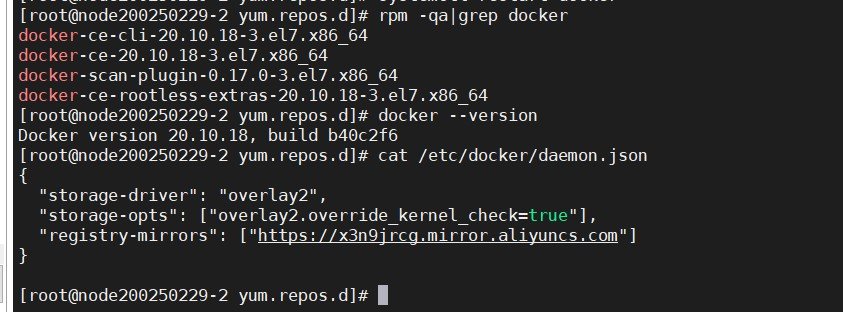 [root@node200250229-2 yum.repos.d]# rpm -qa|grep docker
docker-ce-cli-20.10.18-3.el7.x86_64
docker-ce-20.10.18-3.el7.x86_64
docker-scan-plugin-0.17.0-3.el7.x86_64
docker-ce-rootless-extras-20.10.18-3.el7.x86_64
[root@node200250229-2 yum.repos.d]# docker --version
Docker version 20.10.18, build b40c2f6
[root@node200250229-2 yum.repos.d]# cat /etc/docker/daemon.json
{
  "storage-driver": "overlay2",
  "storage-opts": ["overlay2.override_kernel_check=true"],
  "registry-mirrors": ["https://x3n9jrcg.mirror.aliyuncs.com"]
}
[root@node200250229-2 yum.repos.d]#